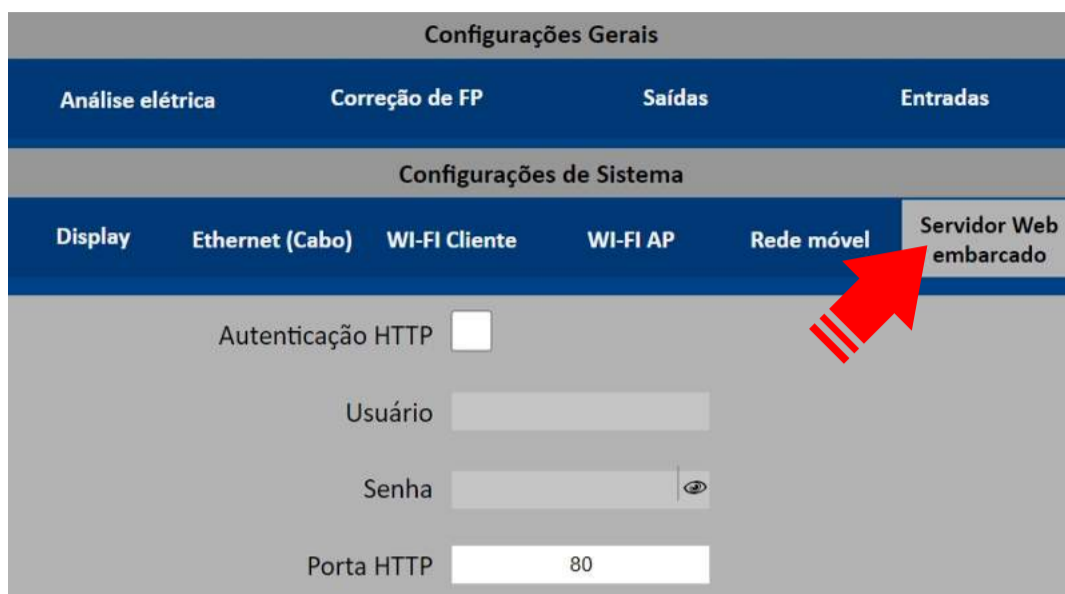 Configurações Gerais
Análise elétrica Correção de FP Saídas Entradas
Configurações de Sistema
Display Ethernet (Cabo) WI-FI Cliente WI-FI AP Rede móvel Servidor Web
embarcado
Autenticação HTTP
Usuário
Senha
Porta HTTP 80